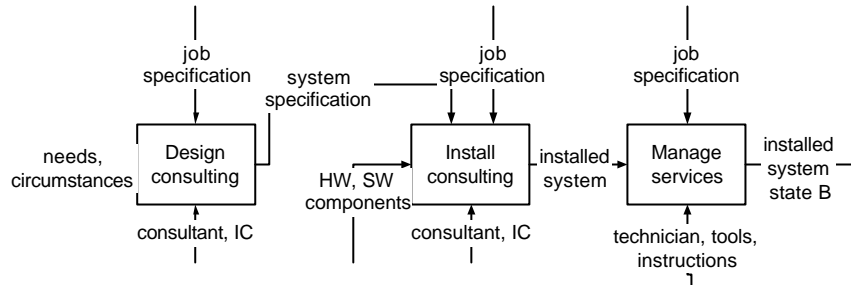 job
specification
system
specification
job
specification
job
specification
needs,
circumstances
Design
consulting
HW, SW
components
Install
consulting
installed
system
Manage
services
installed
system
state B
consultant, IC
consultant, IC
technician, tools,
instructions